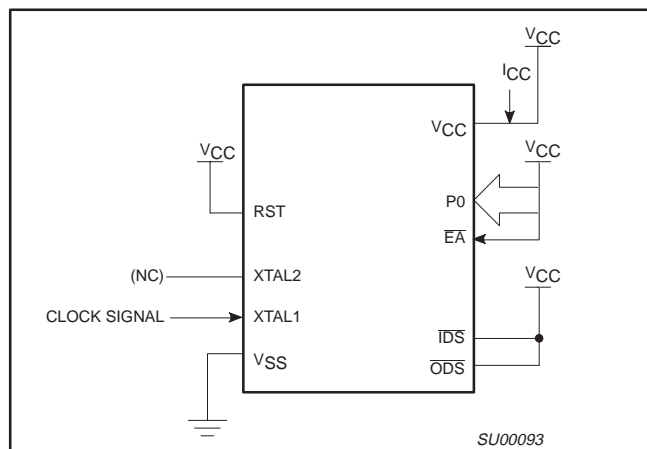 VCC
ICC
VCC
VCC
VCC
RST
P0
EA
(NC)
XTAL2
VCC
CLOCK SIGNAL
XTAL1
IDS
VSS
ODS
SU00093